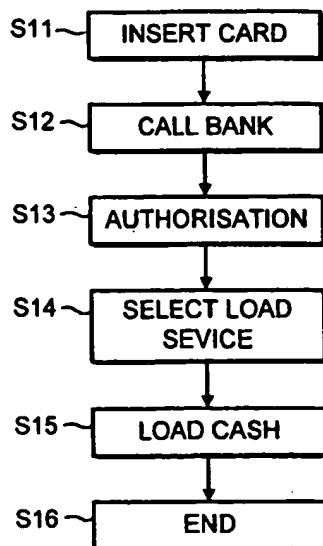 S11 INSERT CARD
S12 CALL BANK
S13 AUTHORISATION
S14 SELECT LOAD
SEVICE
S15 LOAD CASH
S16 END